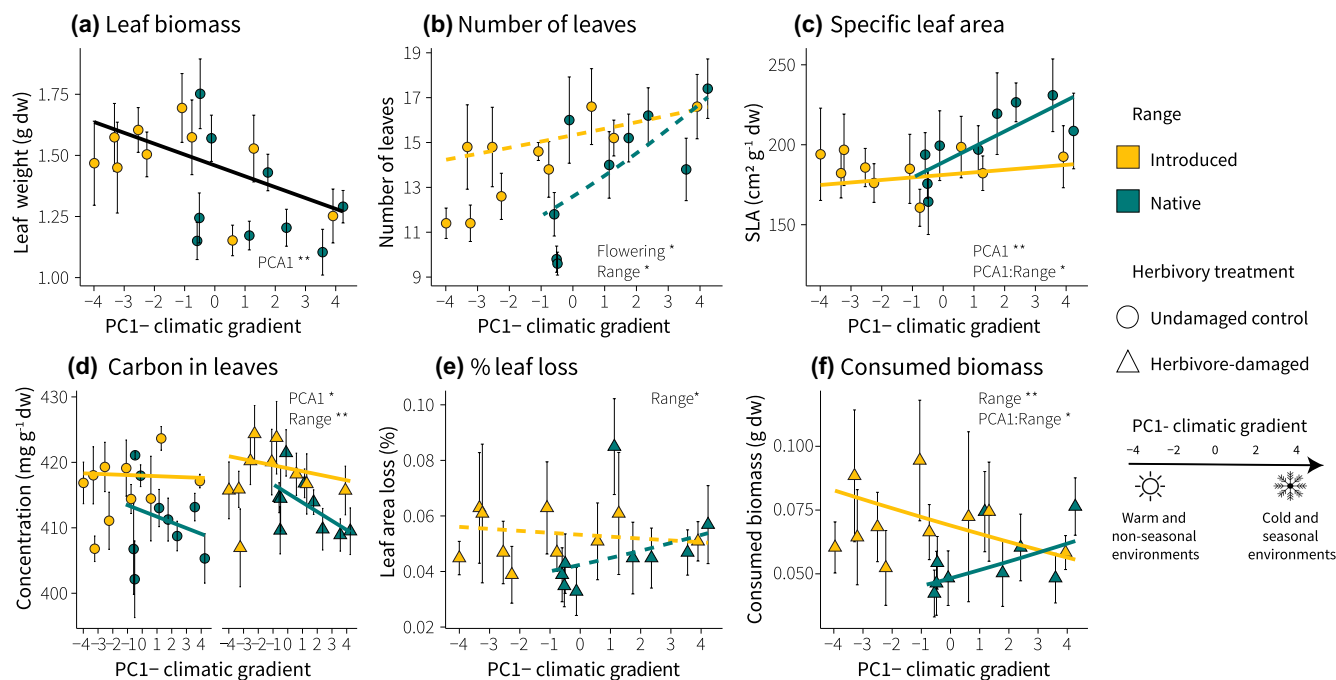 (a) Leaf biomass
Leaf weight (g dw)
1.75
1.50
1.25
1.00
PCA1 **
−4 −3 −2 −1 0 1 2 3 4
PC1− climatic gradient
(b) Number of leaves
Number of leaves
19
17
15
13
11
9
Flowering *
Range *
−4 −3 −2 −1 0 1 2 3 4
PC1− climatic gradient
(c) Specific leaf area
SLA (cm² g⁻¹ dw)
250
200
150
PCA1 **
PCA1:Range *
−4 −3 −2 −1 0 1 2 3 4
PC1− climatic gradient
Range
Introduced
Native
Herbivory treatment
Undamaged control
Herbivore-damaged
PC1− climatic gradient
−4 −2 0 2 4
Warm and
non-seasonal
environments
Cold and
seasonal
environments
(d) Carbon in leaves
Concentration (mg g⁻¹ dw)
430
420
410
400
PCA1 *
Range **
−4 −3 −2 −1 0 1 2 3 4
−4 −3 −2 −1 0 1 2 3 4
PC1− climatic gradient
(e) % leaf loss
Leaf area loss (%)
0.10
0.08
0.06
0.04
0.02
Range*
−4 −3 −2 −1 0 1 2 3 4
PC1− climatic gradient
(f) Consumed biomass
Consumed biomass (g dw)
0.100
0.075
0.050
Range **
PCA1:Range *
−4 −3 −2 −1 0 1 2 3 4
PC1− climatic gradient